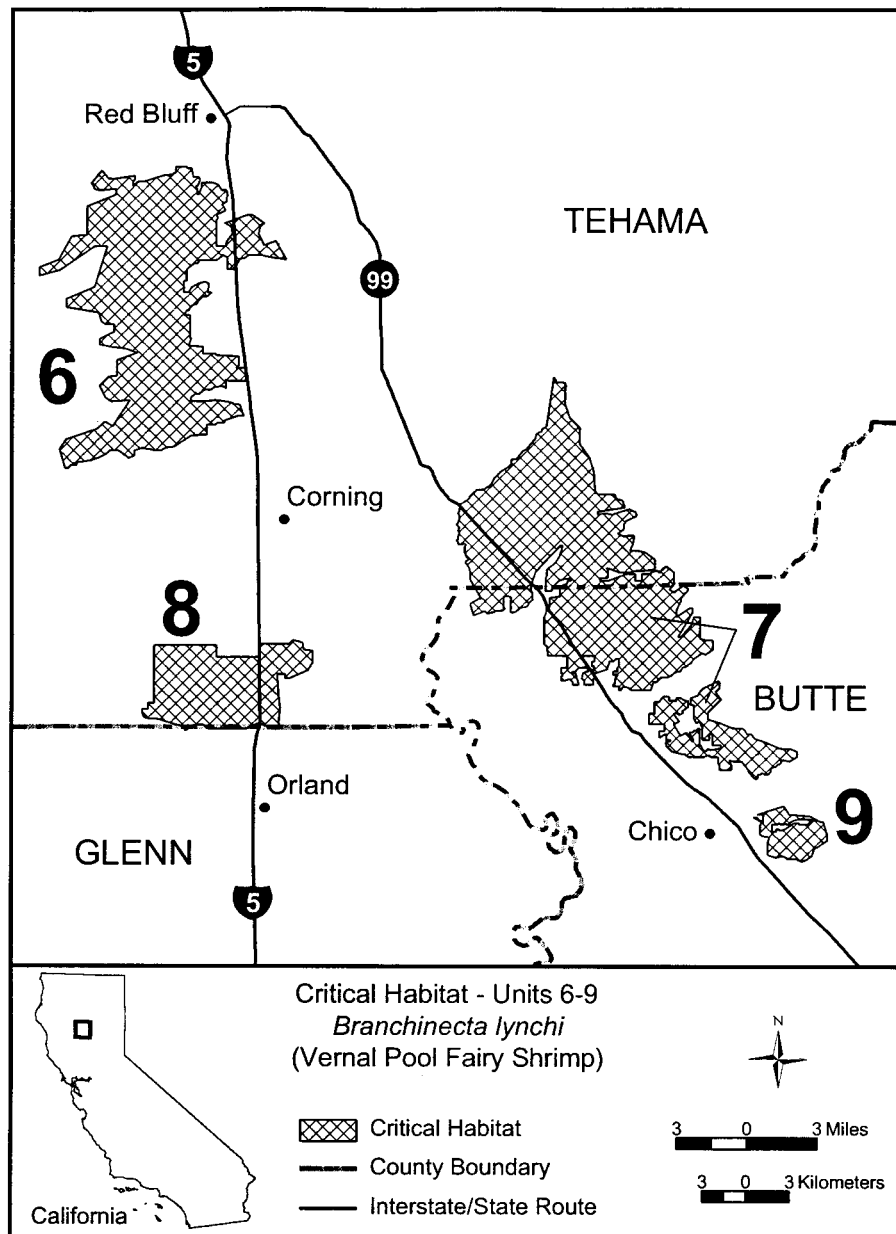 5
Red Bluff
TEHAMA
99
6
Corning
8
7
BUTTE
Orland
9
Chico
GLENN
5
Critical Habitat - Units 6-9
Branchinecta lynchi
(Vernal Pool Fairy Shrimp)
N
Critical Habitat
3 0 3 Miles
County Boundary
3 0 3 Kilometers
Interstate/State Route
California